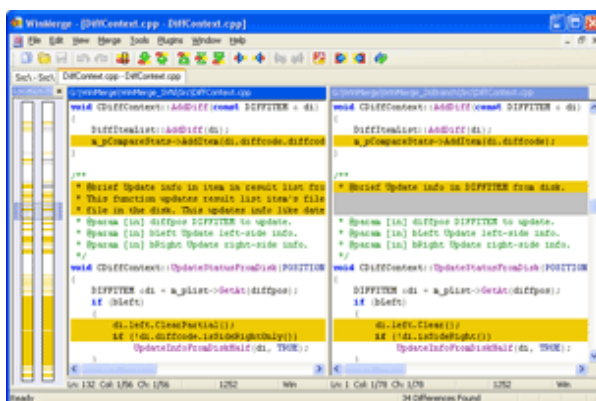 WinMerge - [DiffContext.cpp - DiffContext.cpp]
File Edit View Merge Tools Plugins Window Help
Src\ - Src\ DiffContext.cpp - DiffContext.cpp
void CDiffContext::AddDiff(const DIFFITEM & di)
{
DiffItemList::AddDiff(di);
m_pCompareStats->AddItem(di.diffcode.diffcod
}
/**
* @brief Update info in item in result list fro
* This function updates result list item's file
* file in the disk. This updates info like date
* @param [in] diffpos DIFFITEM to update.
* @param [in] bLeft Update left-side info.
* @param [in] bRight Update right-side info.
*/
void CDiffContext::UpdateStatusFromDisk(POSITION
{
DIFFITEM &di = m_pList->GetAt(diffpos);
if (bLeft)
{
di.left.ClearPartial();
if (!di.diffcode.isSideRightOnly())
UpdateInfoFromDiskHalf(di, TRUE);
}
void CDiffContext::AddDiff(const DIFFITEM & di)
{
DiffItemList::AddDiff(di);
m_pCompareStats->AddItem(di.diffcode);
}
/**
* @brief Update info in DIFFITEM from disk.
* @param [in] diffpos DIFFITEM to update.
* @param [in] bLeft Update left-side info.
* @param [in] bRight Update right-side info.
*/
void CDiffContext::UpdateStatusFromDisk(POSITION
{
DIFFITEM &di = m_pList->GetAt(diffpos);
if (bLeft)
{
di.left.Clear();
if (!di.isSideRight())
UpdateInfoFromDiskHalf(di, TRUE);
}
Ln: 132 Col: 1/56 Ch: 1/56 1252 Win
Ln: 1 Col: 1/78 Ch: 1/78 1252 Win
Ready 34 Differences Found